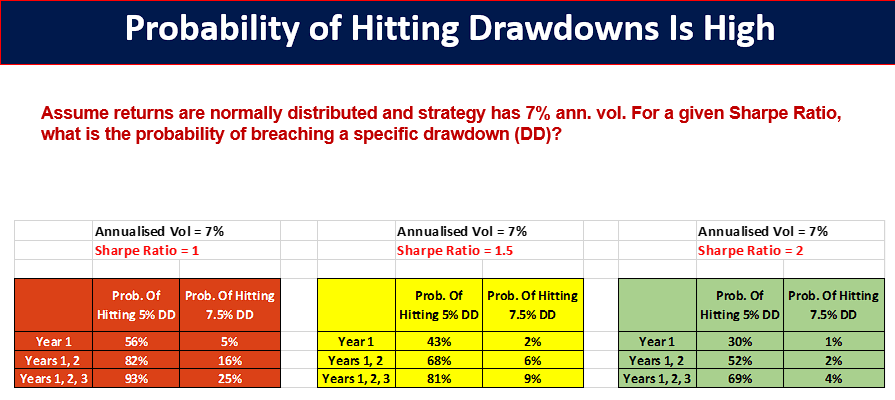 Probability of Hitting Drawdowns Is High
Assume returns are normally distributed and strategy has 7% ann. vol. For a given Sharpe Ratio,
what is the probability of breaching a specific drawdown (DD)?
Annualised Vol = 7%
Sharpe Ratio = 1
Prob. Of Prob. Of Hitting
Hitting 5% DD 7.5% DD
Year 1 56% 5%
Years 1, 2 82% 16%
Years 1, 2, 3 93% 25%
Annualised Vol = 7%
Sharpe Ratio = 1.5
Prob. Of Prob. Of Hitting
Hitting 5% DD 7.5% DD
Year 1 43% 2%
Years 1, 2 68% 6%
Years 1, 2, 3 81% 9%
Annualised Vol = 7%
Sharpe Ratio = 2
Prob. Of Prob. Of Hitting
Hitting 5% DD 7.5% DD
Year 1 30% 1%
Years 1, 2 52% 2%
Years 1, 2, 3 69% 4%